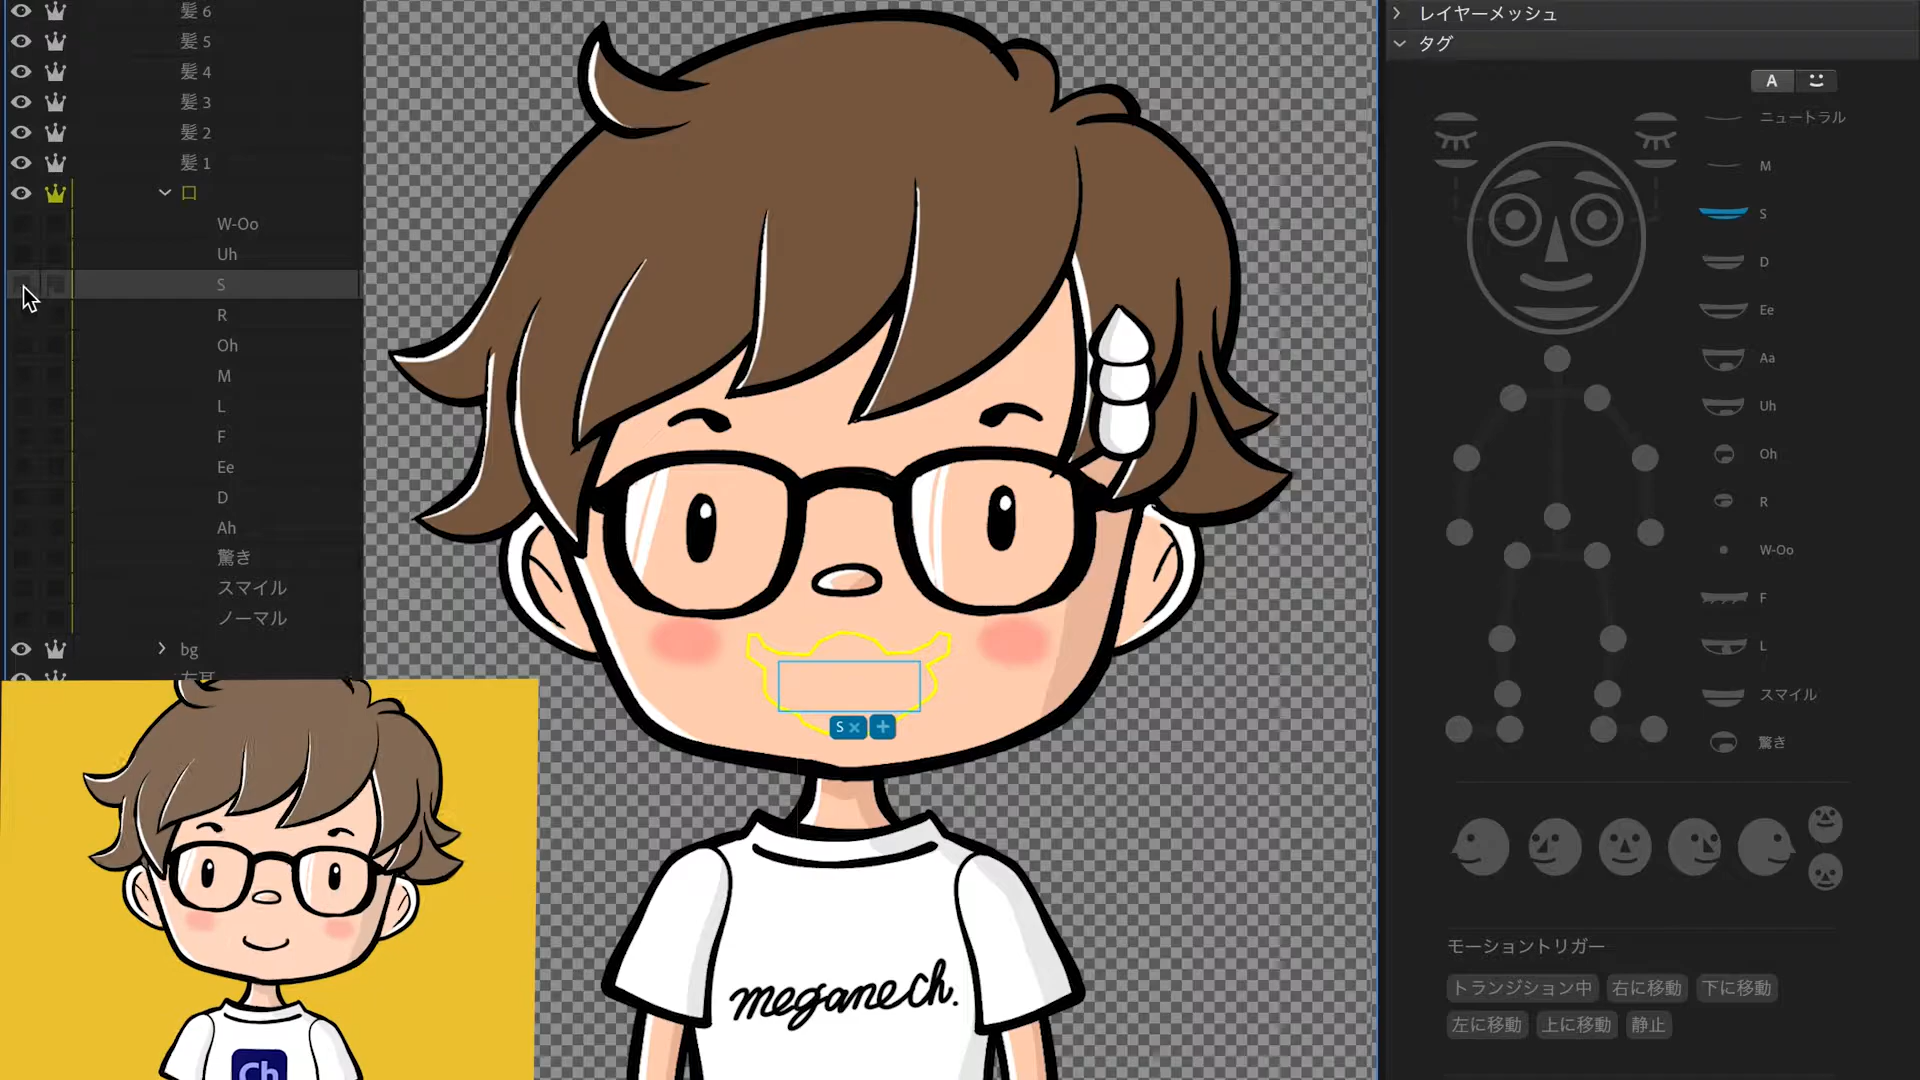 髪 6
髪 5
髪 4
髪 3
髪 2
髪 1
口
W-Oo
Uh
S
R
Oh
M
L
F
Ee
D
Ah
驚き
スマイル
ノーマル
bg
左耳
S
meganech.
Ch
レイヤーメッシュ
タグ
A
ニュートラル
M
S
D
Ee
Aa
Uh
Oh
R
W-Oo
F
L
スマイル
驚き
モーショントリガー
トランジション中 右に移動 下に移動
左に移動 上に移動 静止